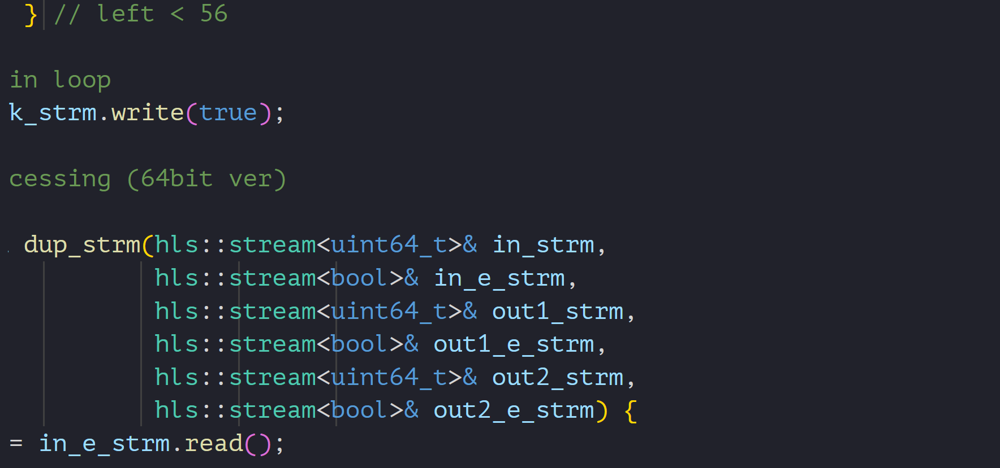 } // left < 56
in loop
k_strm.write(true);
cessing (64bit ver)
dup_strm(hls::stream<uint64_t>& in_strm,
hls::stream<bool>& in_e_strm,
hls::stream<uint64_t>& out1_strm,
hls::stream<bool>& out1_e_strm,
hls::stream<uint64_t>& out2_strm,
hls::stream<bool>& out2_e_strm) {
= in_e_strm.read();